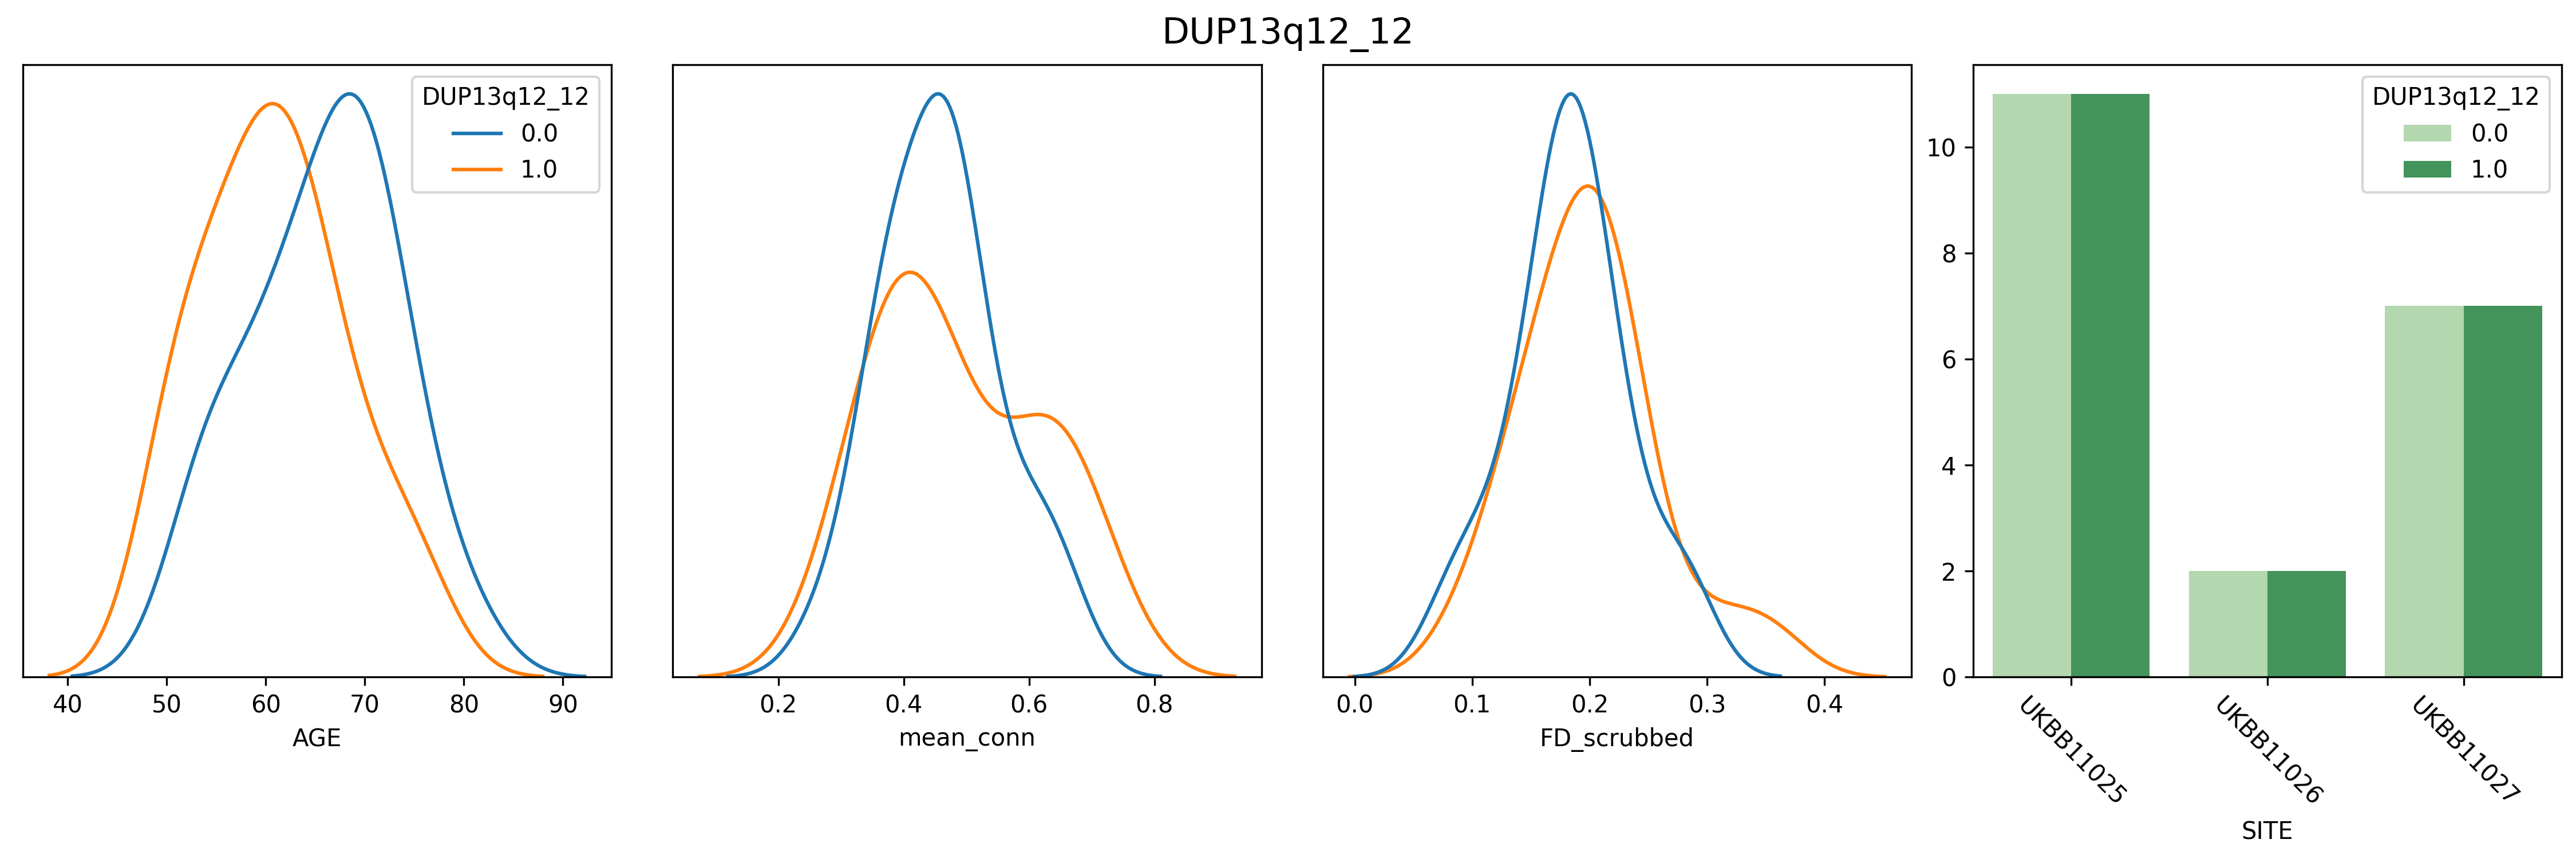 DUP13q12_12
DUP13q12_12
0.0
1.0
40 50 60 70 80 90
AGE
0.2 0.4 0.6 0.8
mean_conn
0.0 0.1 0.2 0.3 0.4
FD_scrubbed
DUP13q12_12
0.0
1.0
10
8
6
4
2
0
UKBB11025
UKBB11026
UKBB11027
SITE